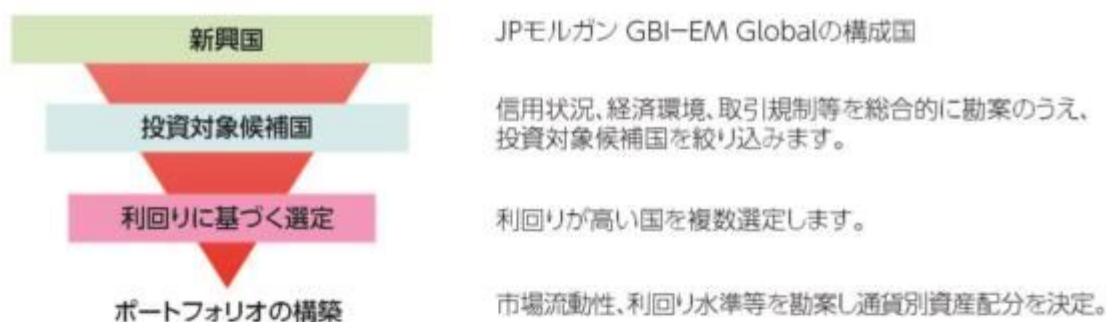 新興国
JPモルガン GBI−EM Globalの構成国
投資対象候補国
信用状況、経済環境、取引規制等を総合的に勘案のうえ、
投資対象候補国を絞り込みます。
利回りに基づく選定
利回りが高い国を複数選定します。
ポートフォリオの構築
市場流動性、利回り水準等を勘案し通貨別資産配分を決定。